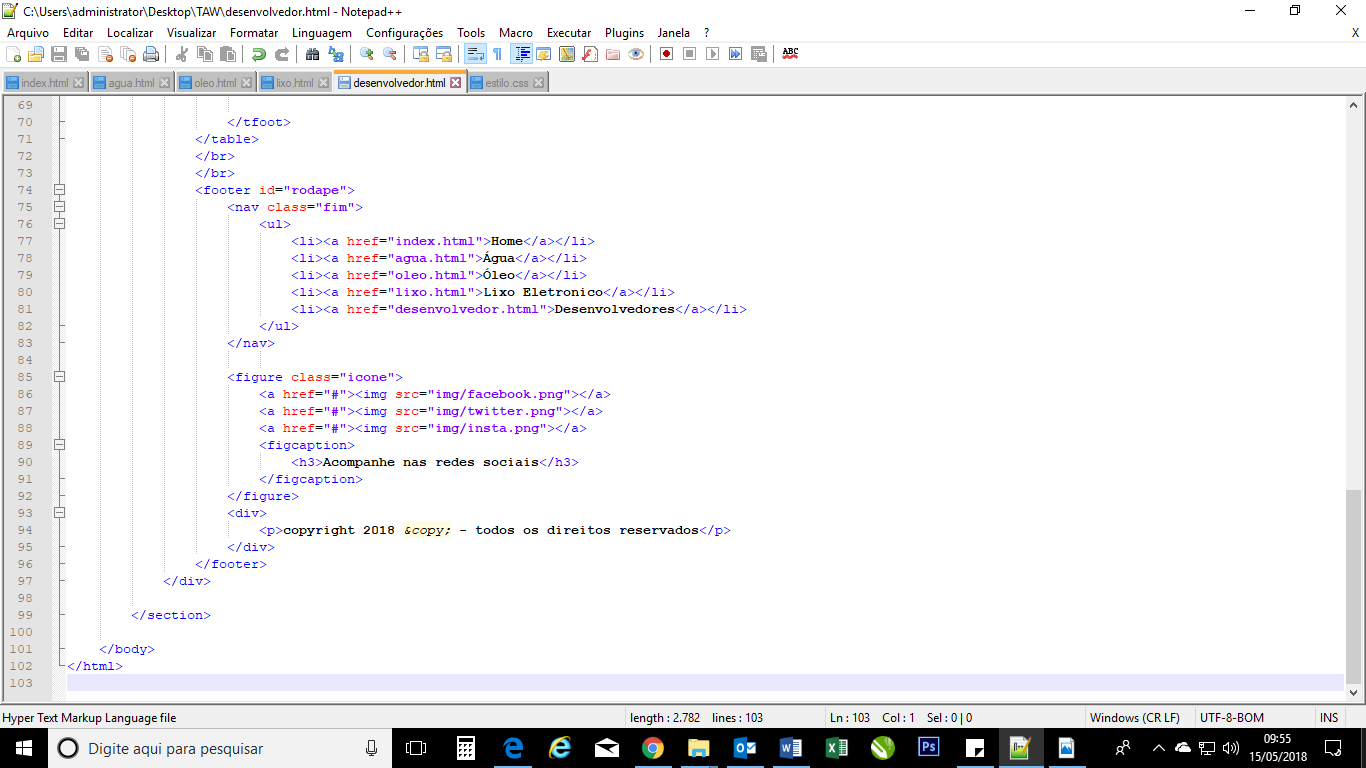 C:\Users\administrator\Desktop\TAW\desenvolvedor.html - Notepad++
Arquivo Editar Localizar Visualizar Formatar Linguagem Configurações Tools Macro Executar Plugins Janela ? X
ABC
index.html agua.html oleo.html lixo.html desenvolvedor.html estilo.css
69
70 </tfoot>
71 </table>
72 </br>
73 </br>
74 <footer id="rodape">
75 <nav class="fim">
76 <ul>
77 <li><a href="index.html">Home</a></li>
78 <li><a href="agua.html">Água</a></li>
79 <li><a href="oleo.html">Óleo</a></li>
80 <li><a href="lixo.html">Lixo Eletronico</a></li>
81 <li><a href="desenvolvedor.html">Desenvolvedores</a></li>
82 </ul>
83 </nav>
84
85 <figure class="icone">
86 <a href="#"><img src="img/facebook.png"></a>
87 <a href="#"><img src="img/twitter.png"></a>
88 <a href="#"><img src="img/insta.png"></a>
89 <figcaption>
90 <h3>Acompanhe nas redes sociais</h3>
91 </figcaption>
92 </figure>
93 <div>
94 <p>copyright 2018 &copy; - todos os direitos reservados</p>
95 </div>
96 </footer>
97 </div>
98
99 </section>
100
101 </body>
102 </html>
103
Hyper Text Markup Language file length : 2.782 lines : 103 Ln : 103 Col : 1 Sel : 0 | 0 Windows (CR LF) UTF-8-BOM INS
Digite aqui para pesquisar
Ps
09:55
15/05/2018